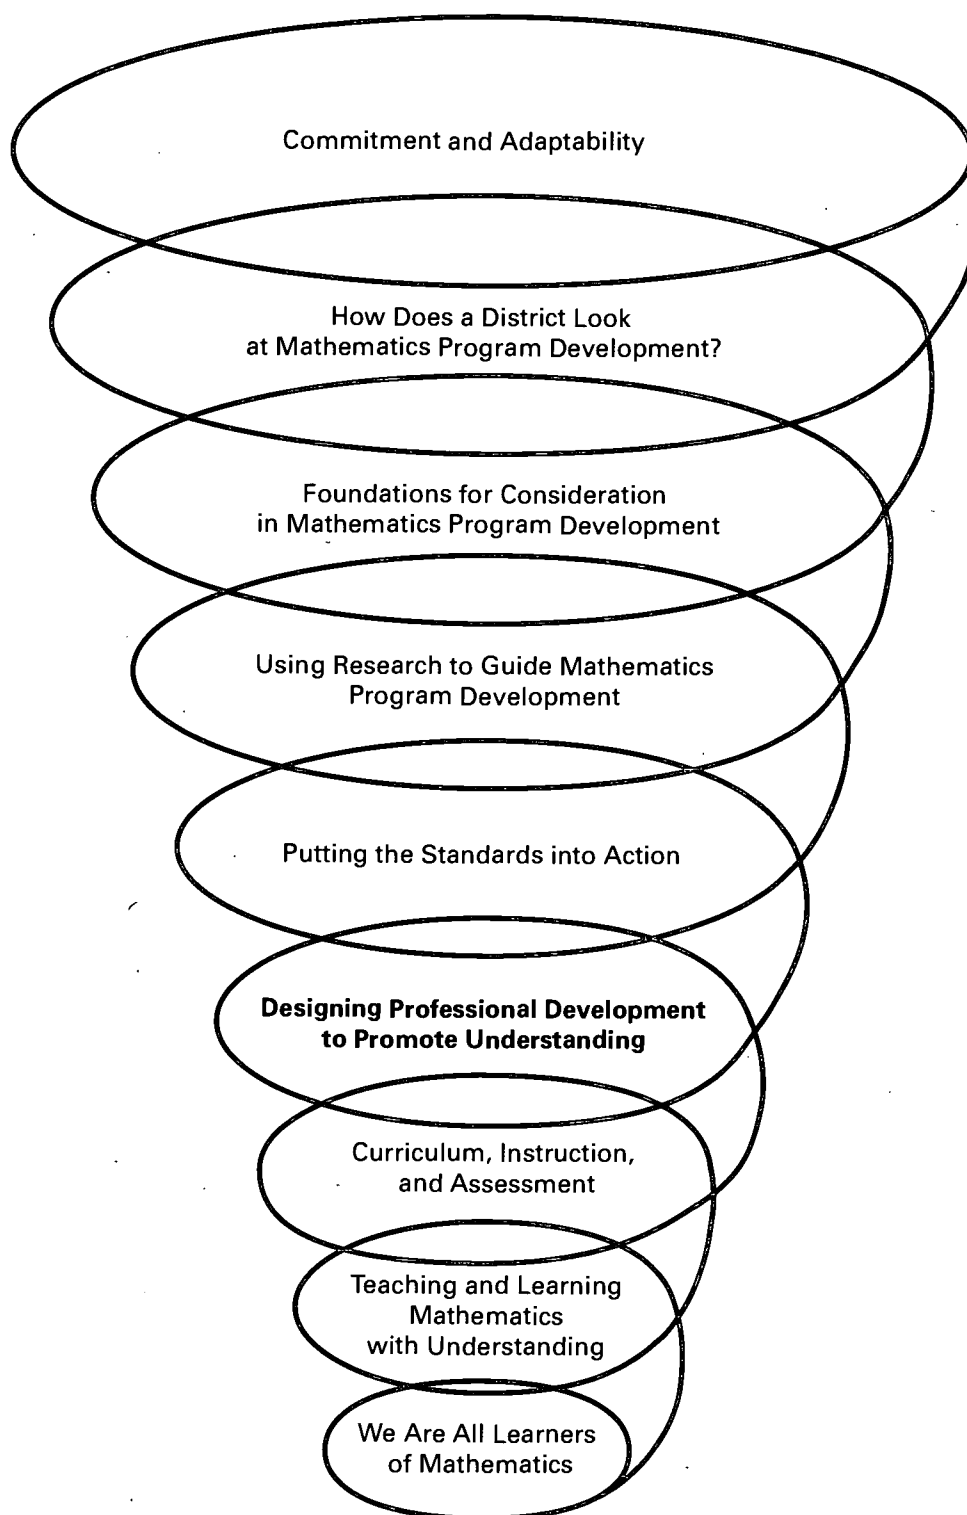 Commitment and Adaptability
How Does a District Look
at Mathematics Program Development?
Foundations for Consideration
in Mathematics Program Development
Using Research to Guide Mathematics
Program Development
Putting the Standards into Action
Designing Professional Development
to Promote Understanding
Curriculum, Instruction,
and Assessment
Teaching and Learning
Mathematics
with Understanding
We Are All Learners
of Mathematics